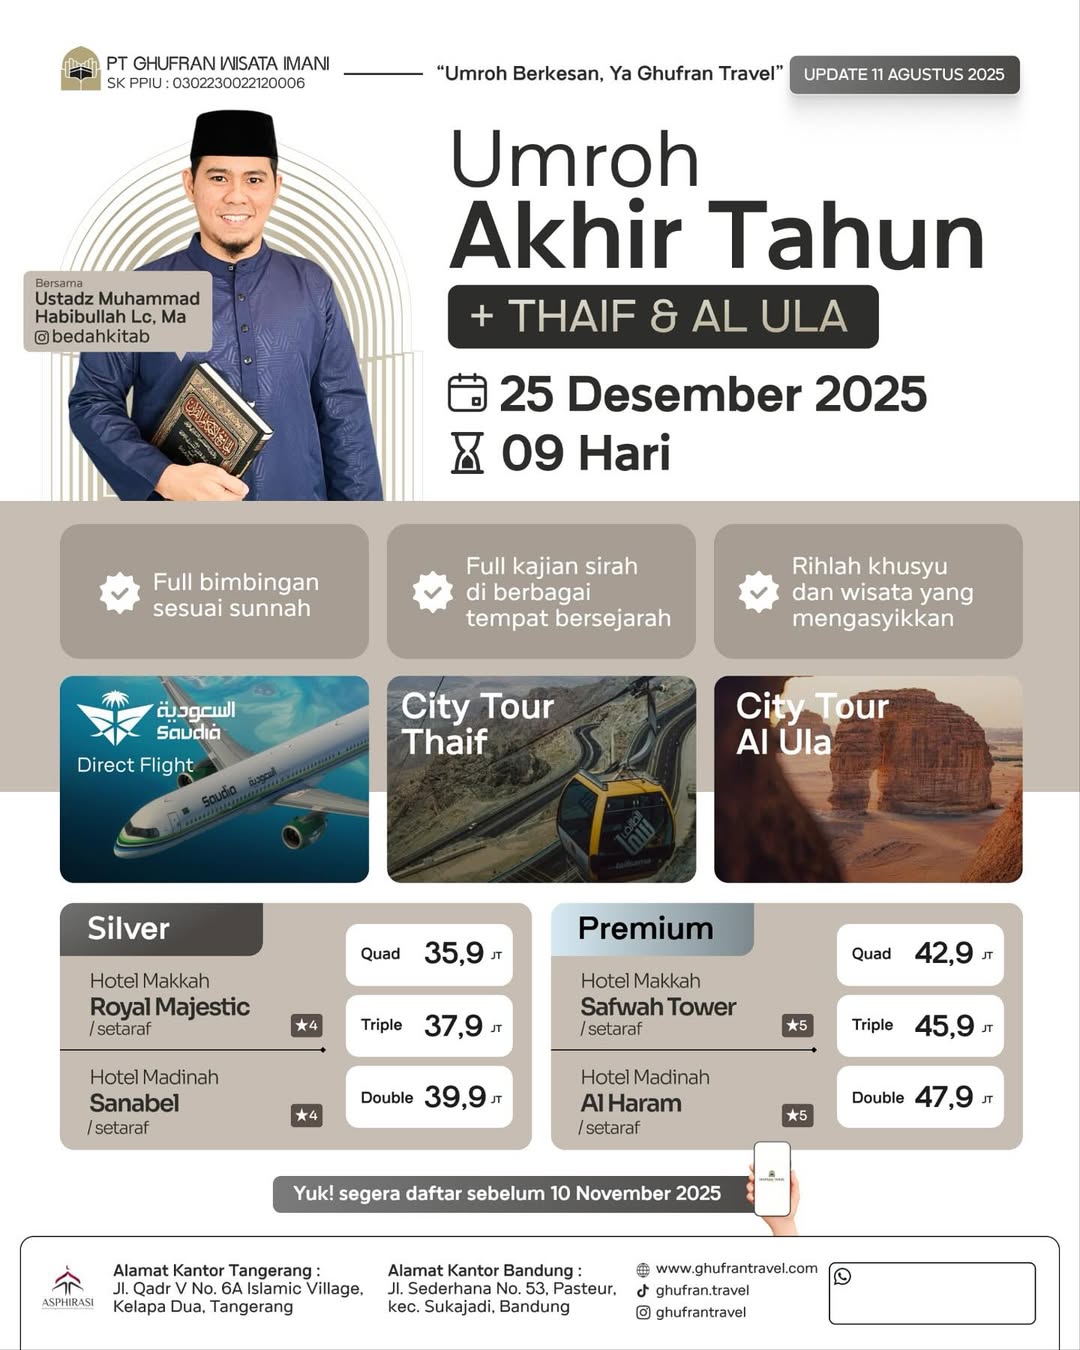 PT GHUFRAN WISATA IMANI
SK PPIU : 0302230022120006
“Umroh Berkesan, Ya Ghufran Travel”
UPDATE 11 AGUSTUS 2025
Umroh
Akhir Tahun
+ THAIF & AL ULA
25 Desember 2025
09 Hari
Bersama
Ustadz Muhammad
Habibullah Lc, Ma
bedahkitab
Full bimbingan
sesuai sunnah
Full kajian sirah
di berbagai
tempat bersejarah
Rihlah khusyu
dan wisata yang
mengasyikkan
السعودية
Saudia
Direct Flight
Saudia السعودية
City Tour
Thaif
City Tour
Al Ula
Silver
Hotel Makkah
Royal Majestic
/ setaraf
★4
Hotel Madinah
Sanabel
/ setaraf
★4
Quad 35,9 JT
Triple 37,9 JT
Double 39,9 JT
Premium
Hotel Makkah
Safwah Tower
/ setaraf
★5
Hotel Madinah
Al Haram
/ setaraf
★5
Quad 42,9 JT
Triple 45,9 JT
Double 47,9 JT
Yuk! segera daftar sebelum 10 November 2025
ASPHIRASI
Alamat Kantor Tangerang :
Jl. Qadr V No. 6A Islamic Village,
Kelapa Dua, Tangerang
Alamat Kantor Bandung :
Jl. Sederhana No. 53, Pasteur,
kec. Sukajadi, Bandung
www.ghufrantravel.com
ghufran.travel
ghufrantravel